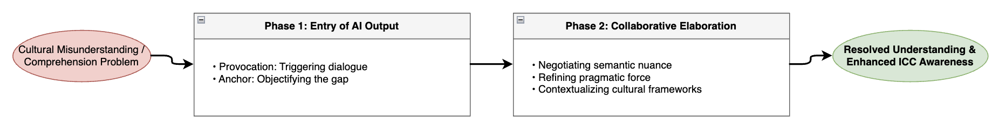 Cultural Misunderstanding /
Comprehension Problem
Phase 1: Entry of AI Output
• Provocation: Triggering dialogue
• Anchor: Objectifying the gap
Phase 2: Collaborative Elaboration
• Negotiating semantic nuance
• Refining pragmatic force
• Contextualizing cultural frameworks
Resolved Understanding &
Enhanced ICC Awareness